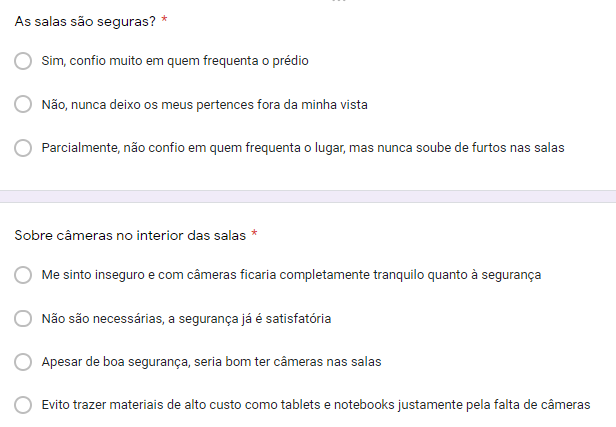 As salas são seguras? *
Sim, confio muito em quem frequenta o prédio
Não, nunca deixo os meus pertences fora da minha vista
Parcialmente, não confio em quem frequenta o lugar, mas nunca soube de furtos nas salas
Sobre câmeras no interior das salas *
Me sinto inseguro e com câmeras ficaria completamente tranquilo quanto à segurança
Não são necessárias, a segurança já é satisfatória
Apesar de boa segurança, seria bom ter câmeras nas salas
Evito trazer materiais de alto custo como tablets e notebooks justamente pela falta de câmeras